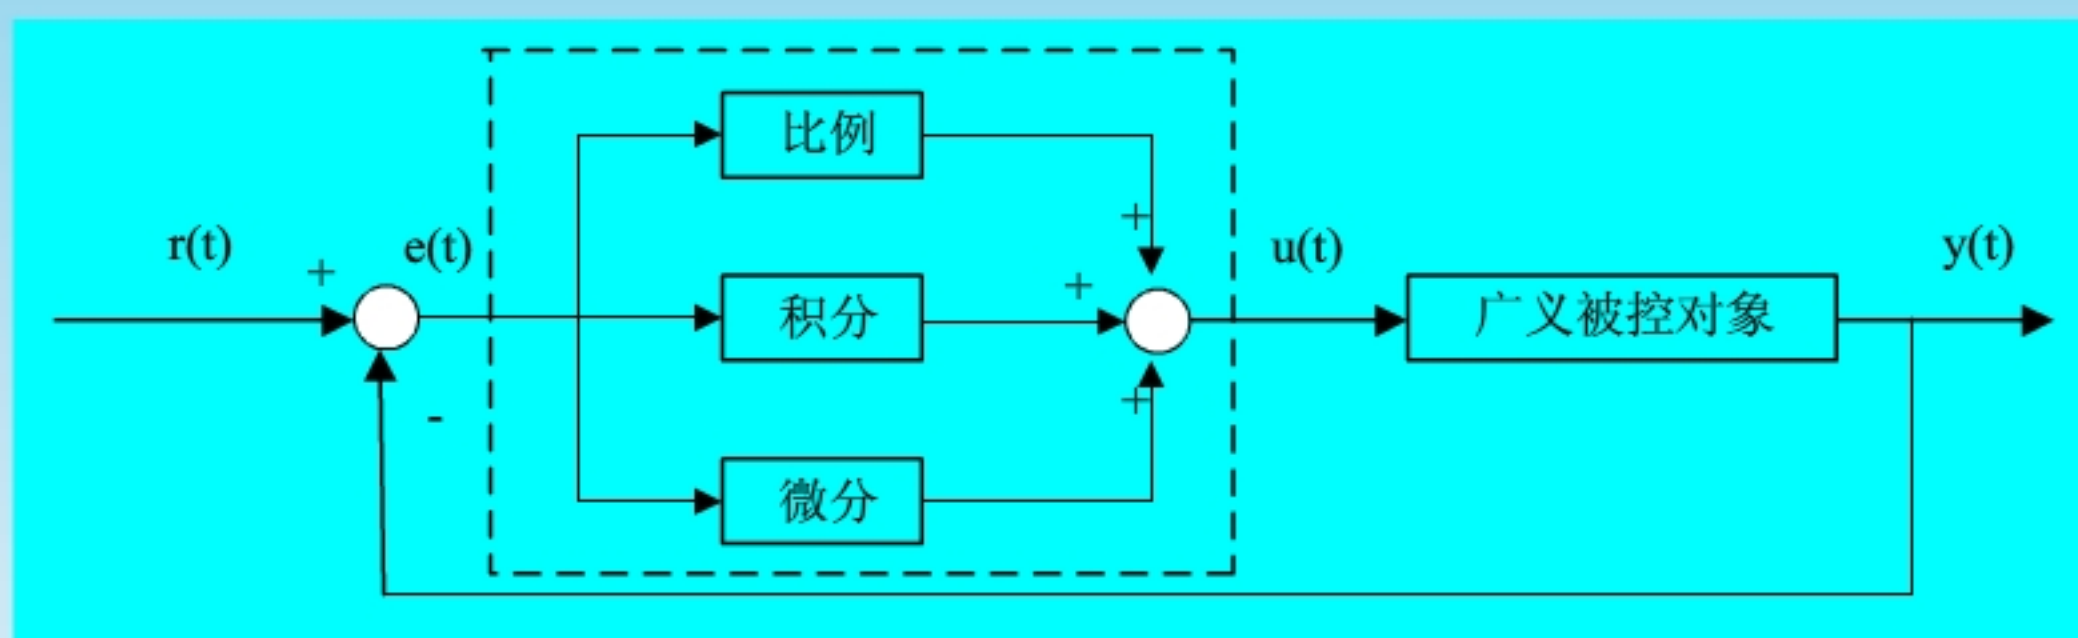 比例
+
r(t)
+
e(t)
+
u(t)
y(t)
积分
广义被控对象
-
+
微分